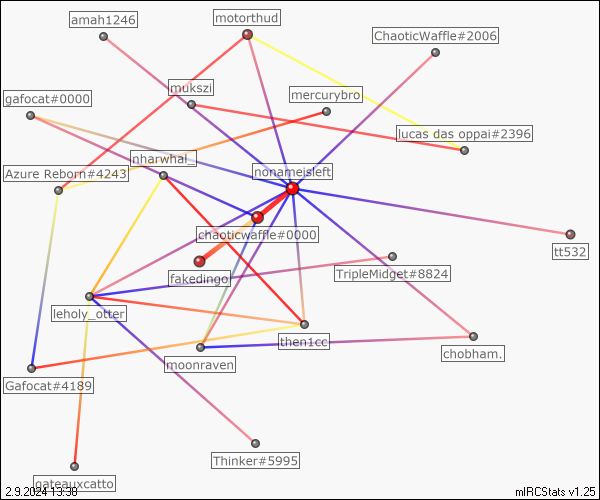 amah1246
motorthud
ChaoticWaffle#2006
mukszi
mercurybro
gafocat#0000
lucas das oppai#2396
nharwhal_
Azure Reborn#4243
nonameisleft
chaoticwaffle#0000
tt532
fakedingo
TripleMidget#8824
leholy_otter
then1cc
chobham.
moonraven
Gafocat#4189
Thinker#5995
gateauxcatto
2.9.2024 13:38
mIRCStats v1.25